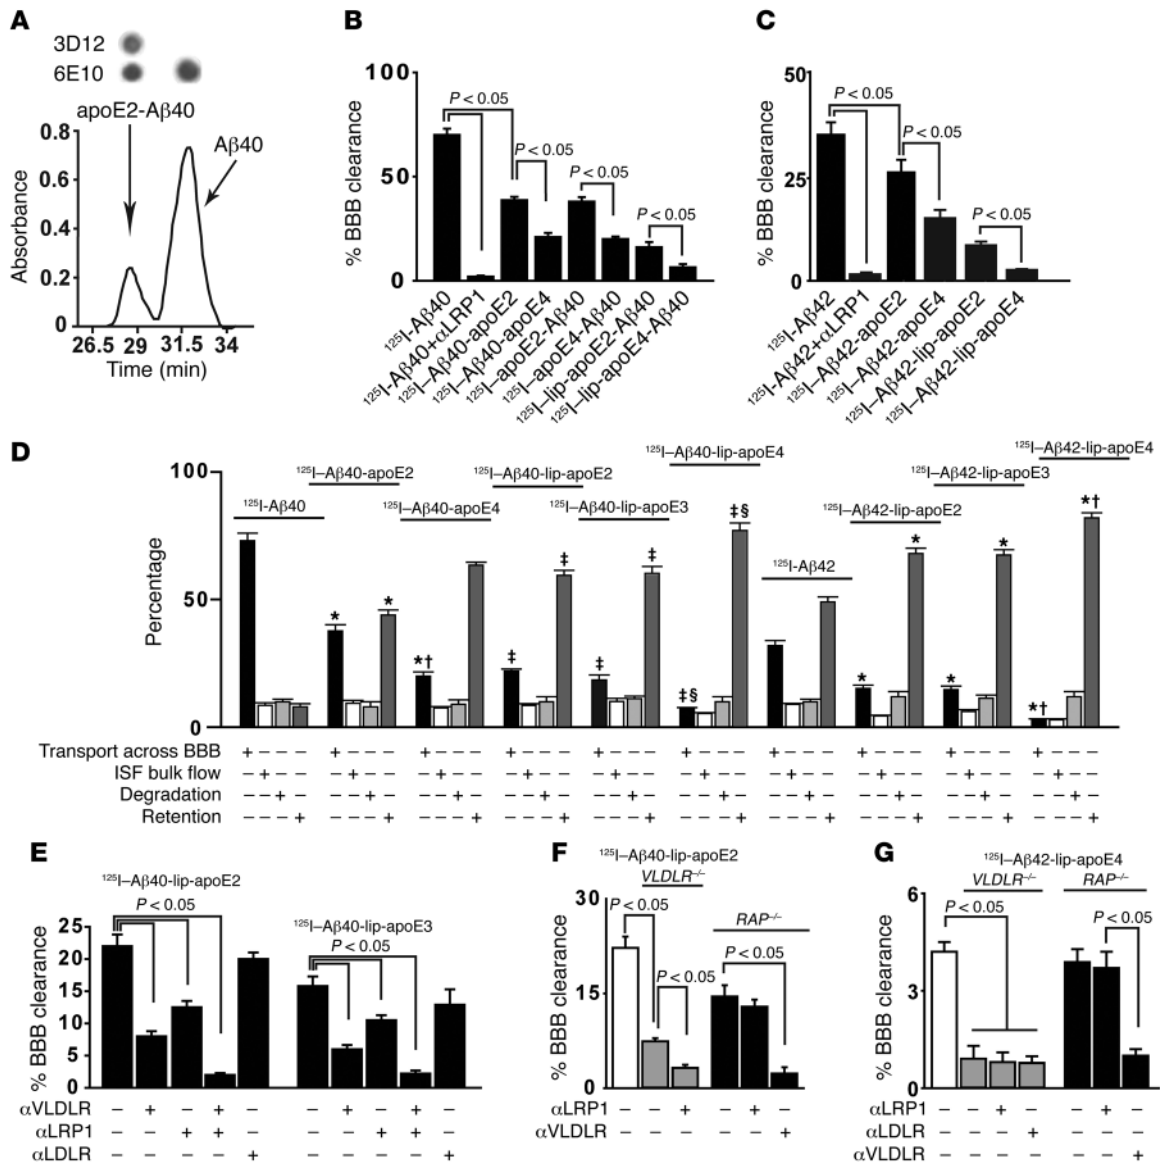 A
3D12
6E10
apoE2-Aβ40
Aβ40
0.8
0.6
0.4
0.2
0
Absorbance
26.5 29 31.5 34
Time (min)
B
100
50
0
% BBB clearance
P < 0.05
P < 0.05
P < 0.05
P < 0.05
125I-Aβ40
125I-Aβ40+αLRP1
125I–Aβ40-apoE2
125I–Aβ40-apoE4
125I–apoE2-Aβ40
125I–apoE4-Aβ40
125I–lip-apoE2-Aβ40
125I–lip-apoE4-Aβ40
C
50
25
0
% BBB clearance
P < 0.05
P < 0.05
P < 0.05
125I-Aβ42
125I-Aβ42+αLRP1
125I–Aβ42-apoE2
125I–Aβ42-apoE4
125I–Aβ42-lip-apoE2
125I–Aβ42-lip-apoE4
D
100
50
0
Percentage
125I-Aβ40
125I–Aβ40-apoE2
125I–Aβ40-apoE4
125I–Aβ40-lip-apoE2
125I–Aβ40-lip-apoE3
125I–Aβ40-lip-apoE4
125I-Aβ42
125I–Aβ42-lip-apoE2
125I–Aβ42-lip-apoE3
125I–Aβ42-lip-apoE4
* * *† ‡ ‡ ‡ ‡ ‡§ ‡§ * * * * *† *†
Transport across BBB + – – – + – – – + – – – + – – – + – – – + – – – + – – – + – – – + – – – + – – –
ISF bulk flow – + – – – + – – – + – – – + – – – + – – – + – – – + – – – + – – – + – – – + – –
Degradation – – + – – – + – – – + – – – + – – – + – – – + – – – + – – – + – – – + – – – + –
Retention – – – + – – – + – – – + – – – + – – – + – – – + – – – + – – – + – – – + – – – +
E
125I–Aβ40-lip-apoE2
P < 0.05
125I–Aβ40-lip-apoE3
P < 0.05
25
20
15
10
5
0
% BBB clearance
αVLDLR – + – + – – + – + –
αLRP1 – – + + – – – + + –
αLDLR – – – – + – – – – +
F
125I–Aβ40-lip-apoE2
VLDLR–/–
P < 0.05
RAP–/–
P < 0.05
P < 0.05
30
15
0
% BBB clearance
αLRP1 – – + – + –
αVLDLR – – – – – +
G
125I–Aβ42-lip-apoE4
VLDLR–/– RAP–/–
P < 0.05
P < 0.05
6
3
0
% BBB clearance
αLRP1 – – + – – + –
αLDLR – – – + – – –
αVLDLR – – – – – – +